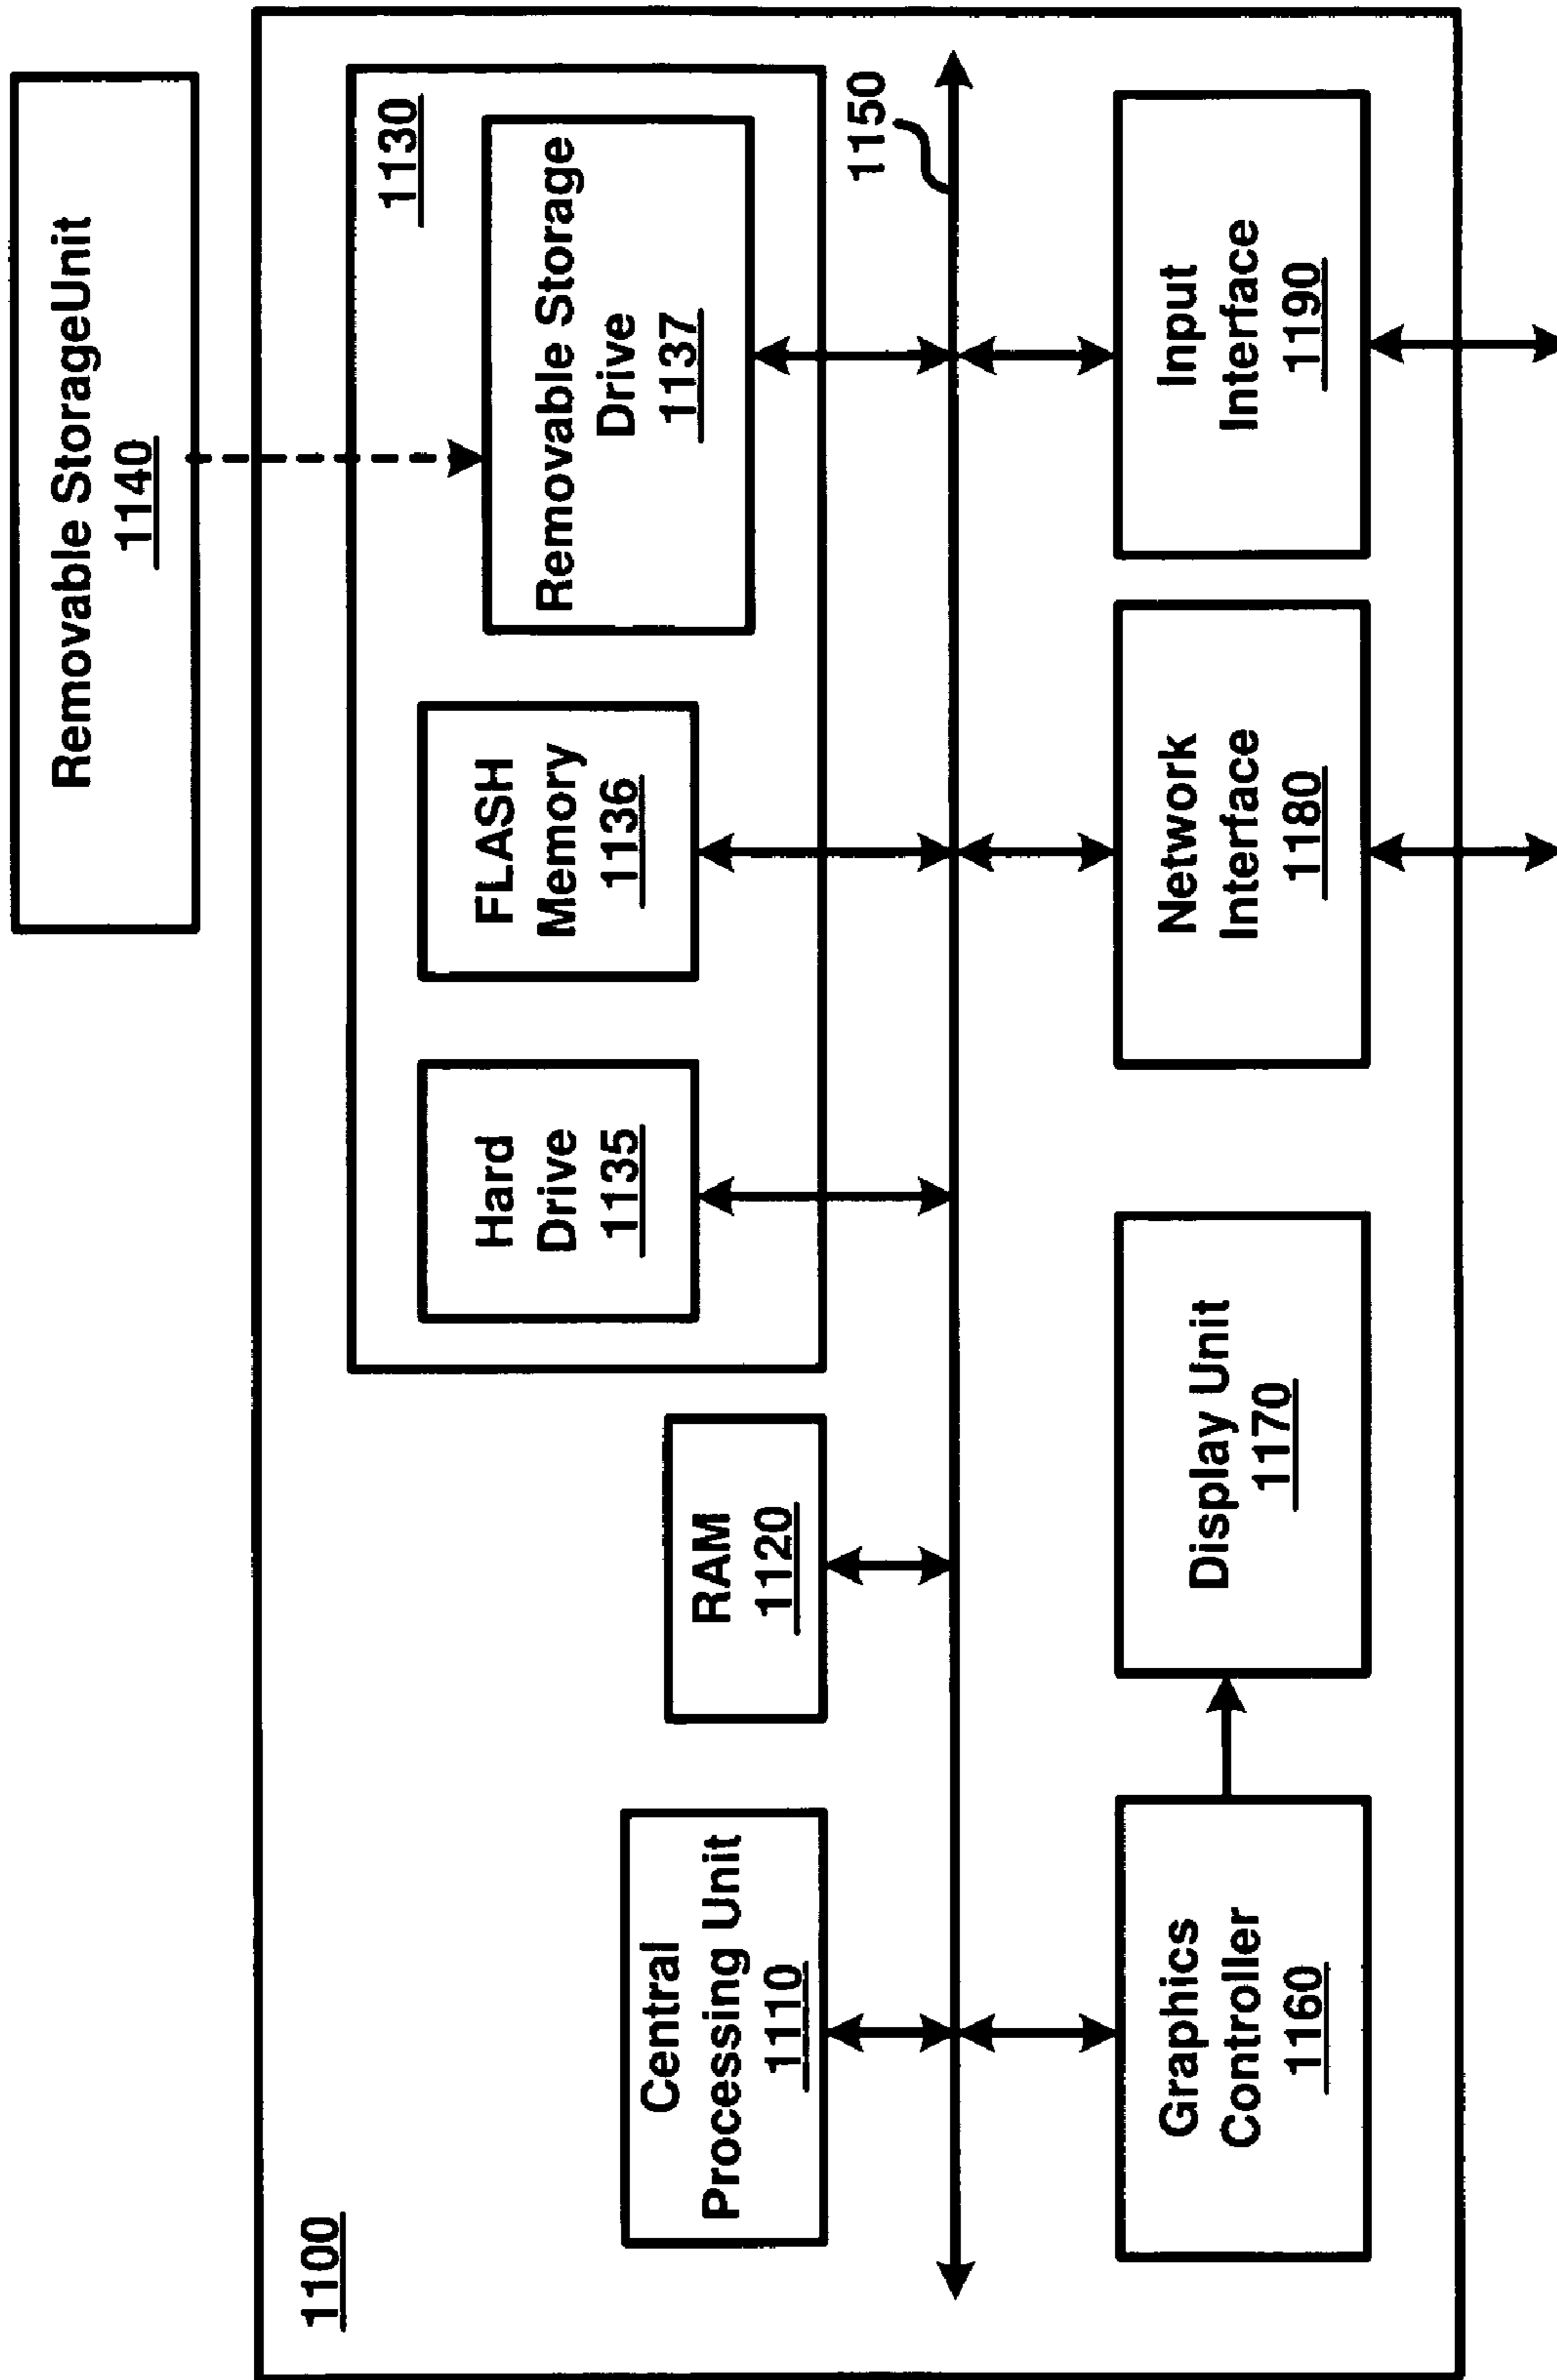 Removable StorageUnit
1140
1100
1130
Central
Processing Unit
1110
RAM
1120
Hard
Drive
1135
FLASH
Memory
1136
Removable Storage
Drive
1137
1150
Graphics
Controller
1160
Display Unit
1170
Network
Interface
1180
Input
Interface
1190